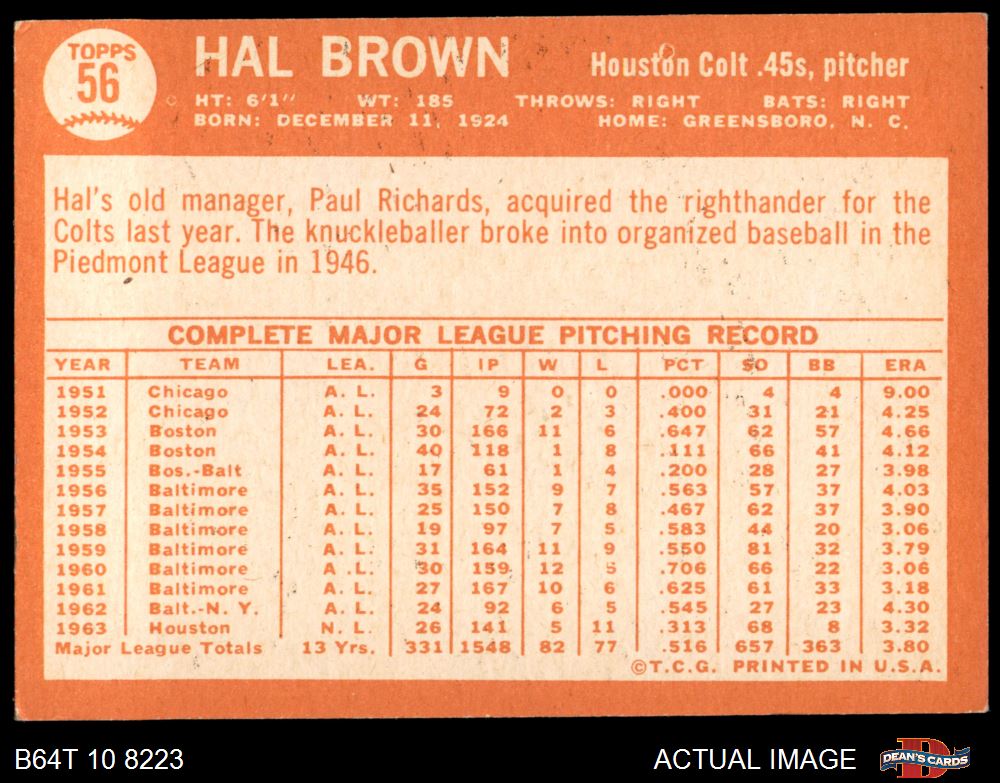 TOPPS
56
HAL BROWN
Houston Colt .45s, pitcher
HT: 6'1" WT: 185 THROWS: RIGHT BATS: RIGHT
BORN: DECEMBER 11, 1924 HOME: GREENSBORO, N. C.
Hal's old manager, Paul Richards, acquired the righthander for the
Colts last year. The knuckleballer broke into organized baseball in the
Piedmont League in 1946.
COMPLETE MAJOR LEAGUE PITCHING RECORD
YEAR TEAM LEA. G IP W L PCT SO BB ERA
1951 Chicago A. L. 3 9 0 0 .000 4 4 9.00
1952 Chicago A. L. 24 72 2 3 .400 31 21 4.25
1953 Boston A. L. 30 166 11 6 .647 62 57 4.66
1954 Boston A. L. 40 118 1 8 .111 66 41 4.12
1955 Bos.-Balt A. L. 17 61 1 4 .200 28 27 3.98
1956 Baltimore A. L. 35 152 9 7 .563 57 37 4.03
1957 Baltimore A. L. 25 150 7 8 .467 62 37 3.90
1958 Baltimore A. L. 19 97 7 5 .583 44 20 3.06
1959 Baltimore A. L. 31 164 11 9 .550 81 32 3.79
1960 Baltimore A .L. 30 159 12 5 .706 66 22 3.06
1961 Baltimore A. L. 27 167 10 6 .625 61 33 3.18
1962 Balt.-N. Y. A. L. 24 92 6 5 .545 27 23 4.30
1963 Houston N. L. 26 141 5 11 .313 68 8 3.32
Major League Totals 13 Yrs. 331 1548 82 77 .516 657 363 3.80
©T.C.G. PRINTED IN U.S.A.
B64T 10 8223
ACTUAL IMAGE
DEAN'S CARDS